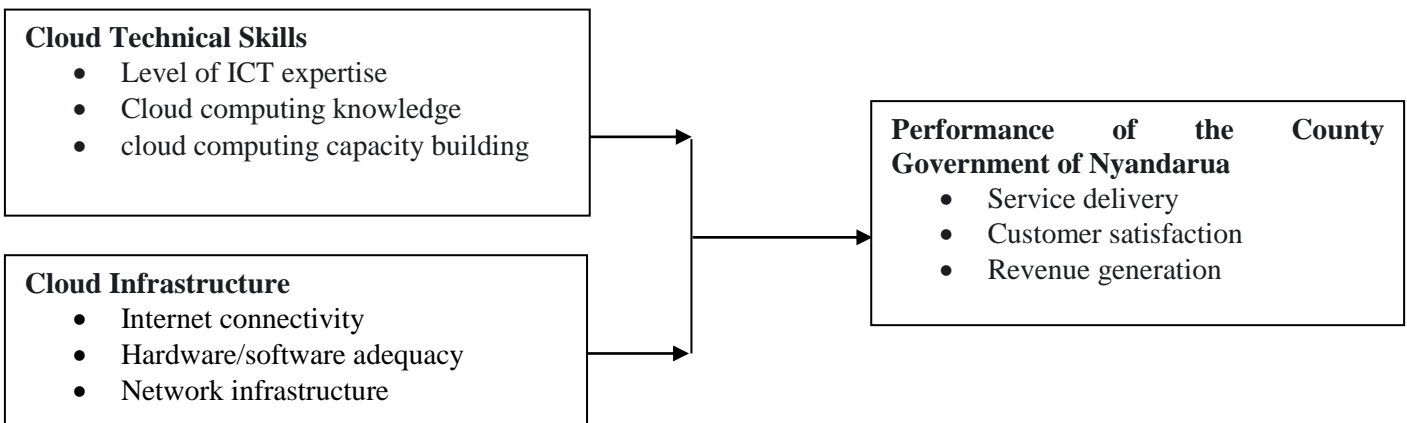 Cloud Technical Skills
• Level of ICT expertise
• Cloud computing knowledge
• cloud computing capacity building
Cloud Infrastructure
• Internet connectivity
• Hardware/software adequacy
• Network infrastructure
Performance of the County
Government of Nyandarua
• Service delivery
• Customer satisfaction
• Revenue generation